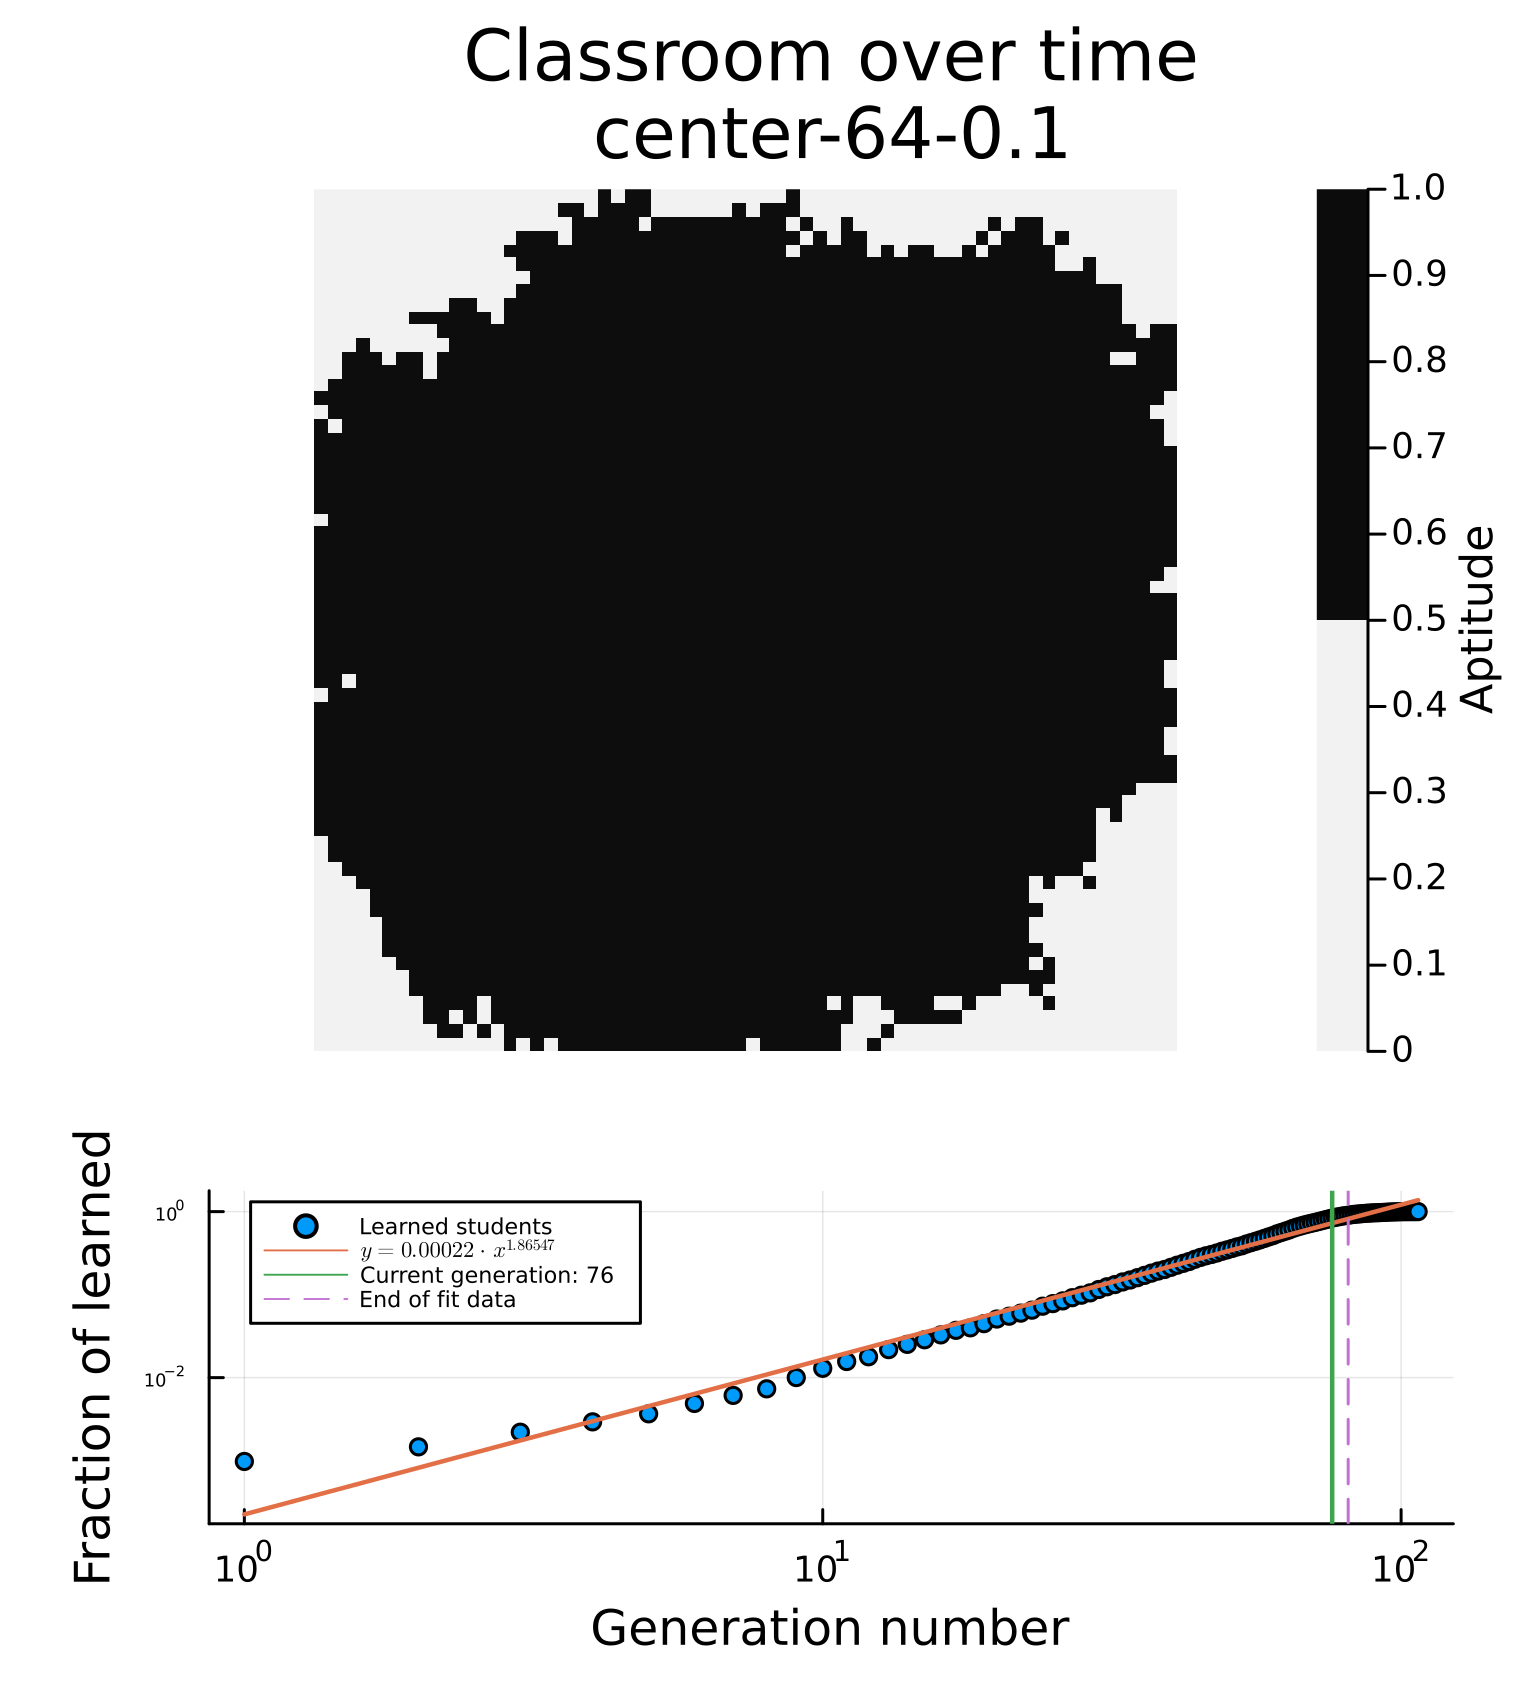 Classroom over time
center-64-0.1
1.0
0.9
0.8
0.7
0.6
0.5
0.4
0.3
0.2
0.1
0
Aptitude
Fraction of learned
10⁰
10⁻²
Learned students
y = 0.00022 · x^1.86547
Current generation: 76
End of fit data
10⁰
10¹
10²
Generation number